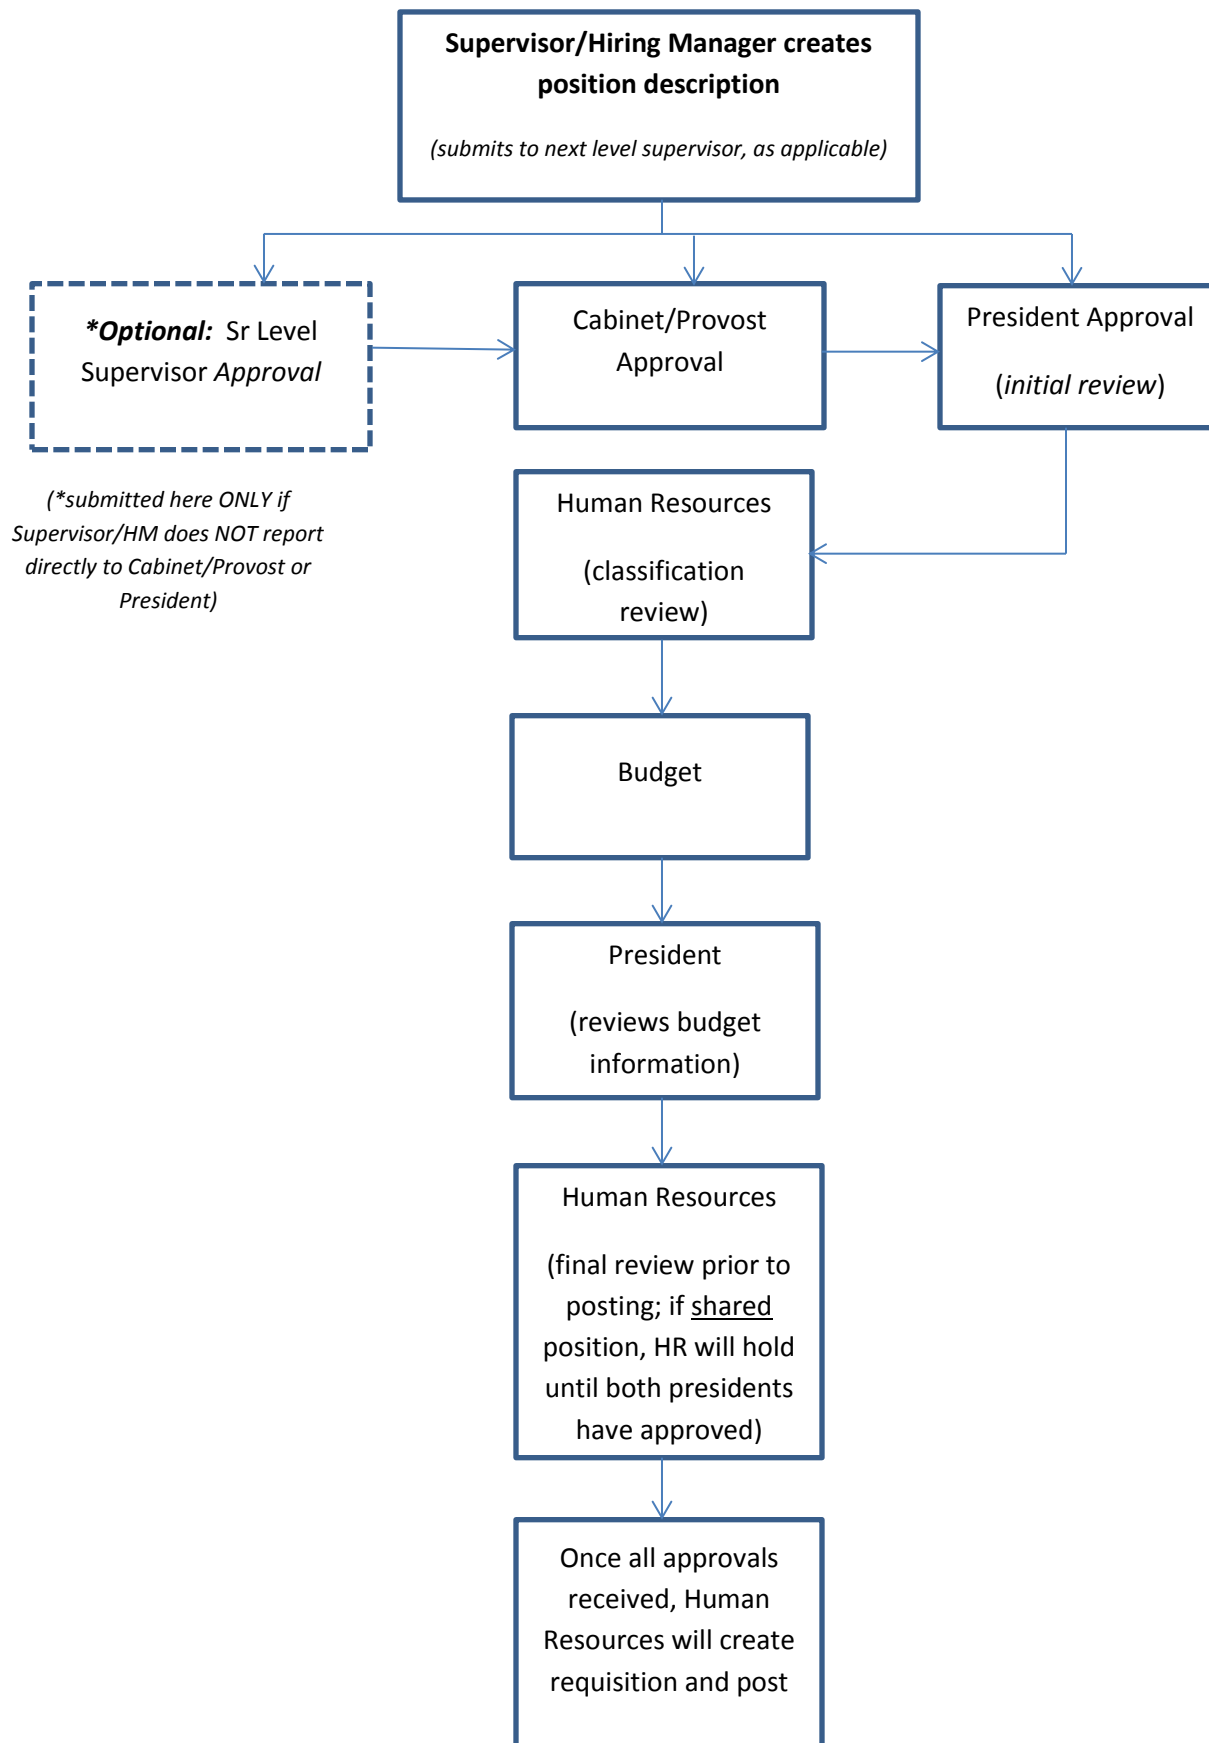 Supervisor/Hiring Manager creates
position description
(submits to next level supervisor, as applicable)
*Optional: Sr Level
Supervisor Approval
Cabinet/Provost
Approval
President Approval
(initial review)
(*submitted here ONLY if
Supervisor/HM does NOT report
directly to Cabinet/Provost or
President)
Human Resources
(classification
review)
Budget
President
(reviews budget
information)
Human Resources
(final review prior to
posting; if shared
position, HR will hold
until both presidents
have approved)
Once all approvals
received, Human
Resources will create
requisition and post